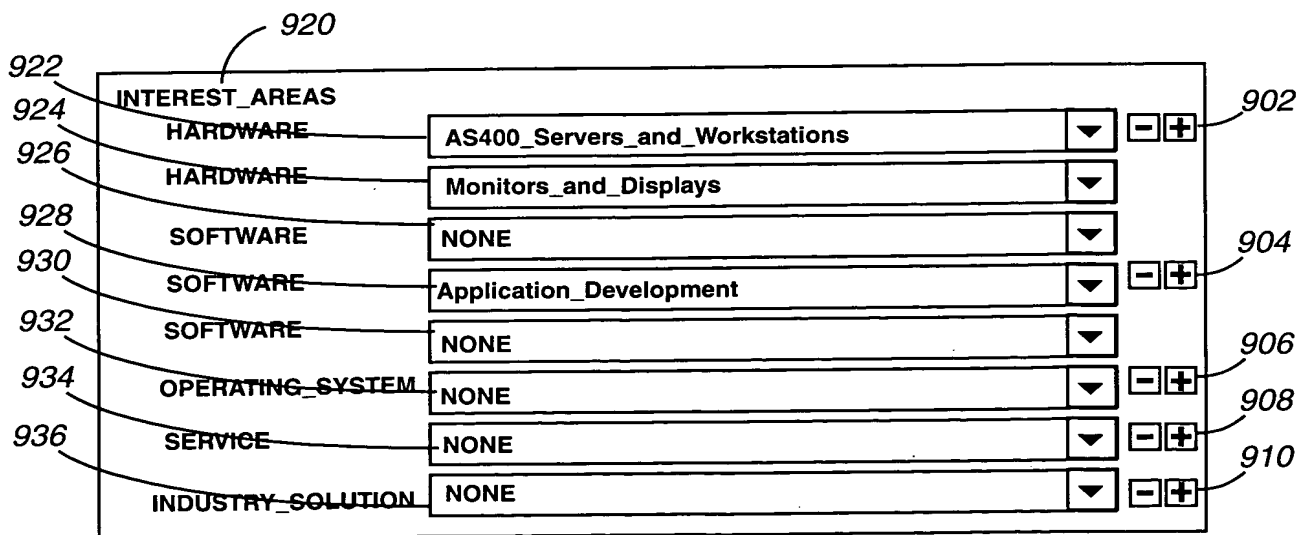 920
922
INTEREST_AREAS
924 HARDWARE AS400_Servers_and_Workstations - + 902
926 HARDWARE Monitors_and_Displays
928 SOFTWARE NONE
930 SOFTWARE Application_Development - + 904
932 SOFTWARE NONE
934 OPERATING_SYSTEM NONE - + 906
936 SERVICE NONE - + 908
INDUSTRY_SOLUTION NONE - + 910